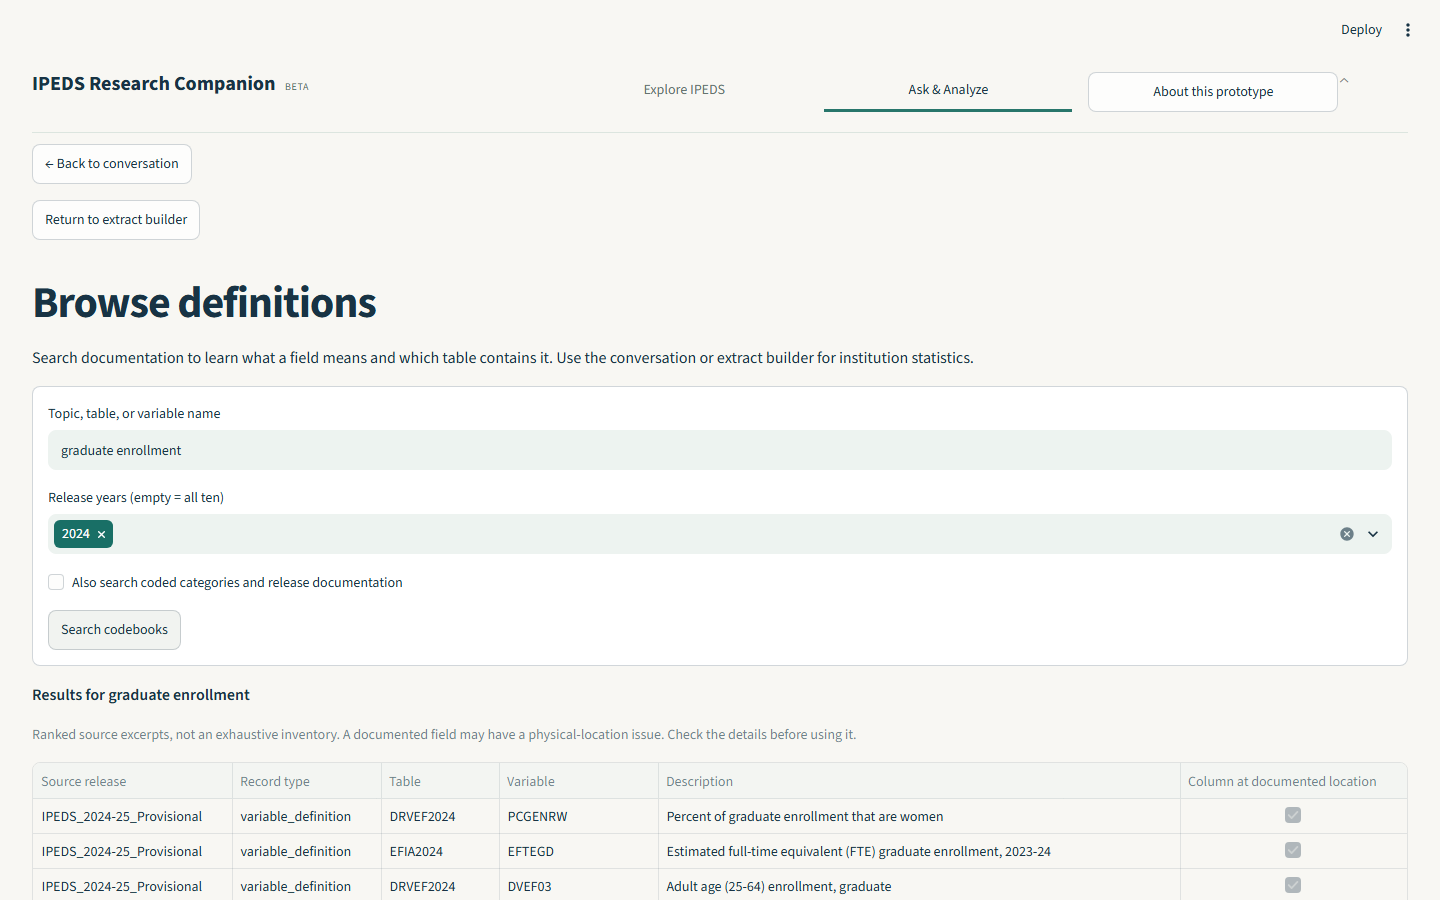 Deploy
IPEDS Research Companion BETA
Explore IPEDS
Ask & Analyze
About this prototype
← Back to conversation
Return to extract builder
Browse definitions
Search documentation to learn what a field means and which table contains it. Use the conversation or extract builder for institution statistics.
Topic, table, or variable name
graduate enrollment
Release years (empty = all ten)
2024
Also search coded categories and release documentation
Search codebooks
Results for graduate enrollment
Ranked source excerpts, not an exhaustive inventory. A documented field may have a physical-location issue. Check the details before using it.
Source release Record type Table Variable Description Column at documented location
IPEDS_2024-25_Provisional variable_definition DRVEF2024 PCGENRW Percent of graduate enrollment that are women
IPEDS_2024-25_Provisional variable_definition EFIA2024 EFTEGD Estimated full-time equivalent (FTE) graduate enrollment, 2023-24
IPEDS_2024-25_Provisional variable_definition DRVEF2024 DVEF03 Adult age (25-64) enrollment, graduate